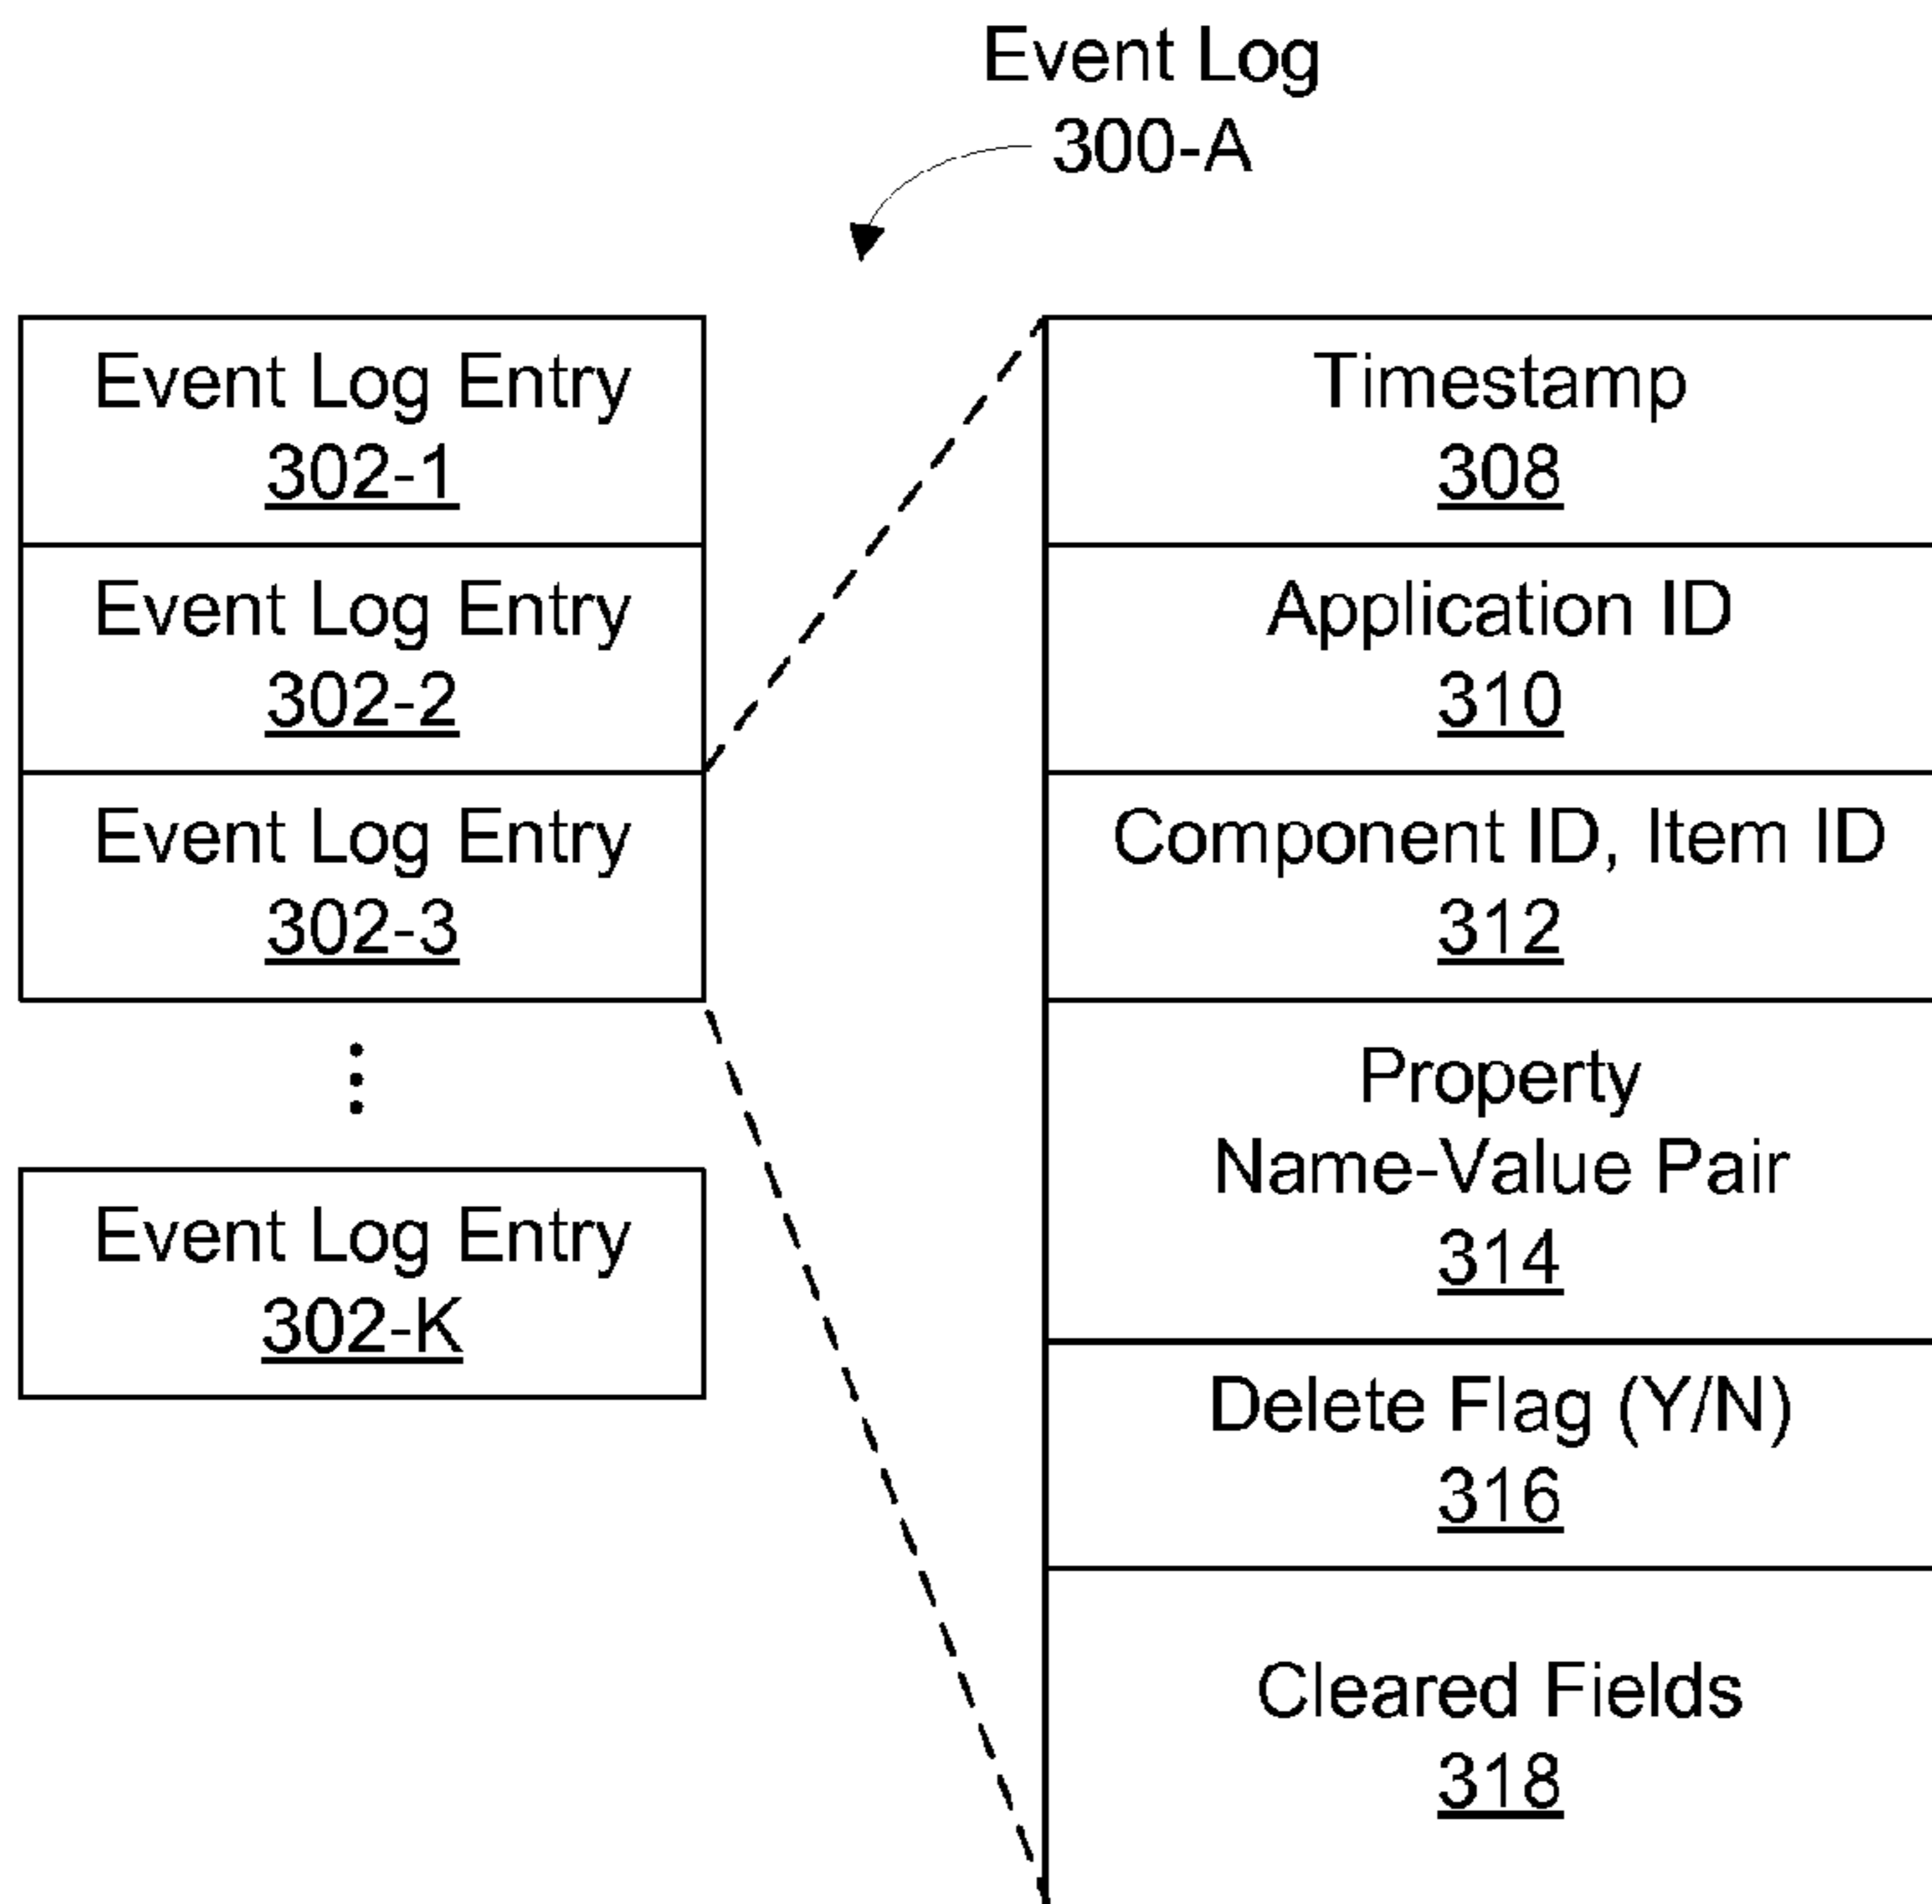 Event Log
300-A
Event Log Entry
302-1
Event Log Entry
302-2
Event Log Entry
302-3
Event Log Entry
302-K
Timestamp
308
Application ID
310
Component ID, Item ID
312
Property
Name-Value Pair
314
Delete Flag (Y/N)
316
Cleared Fields
318